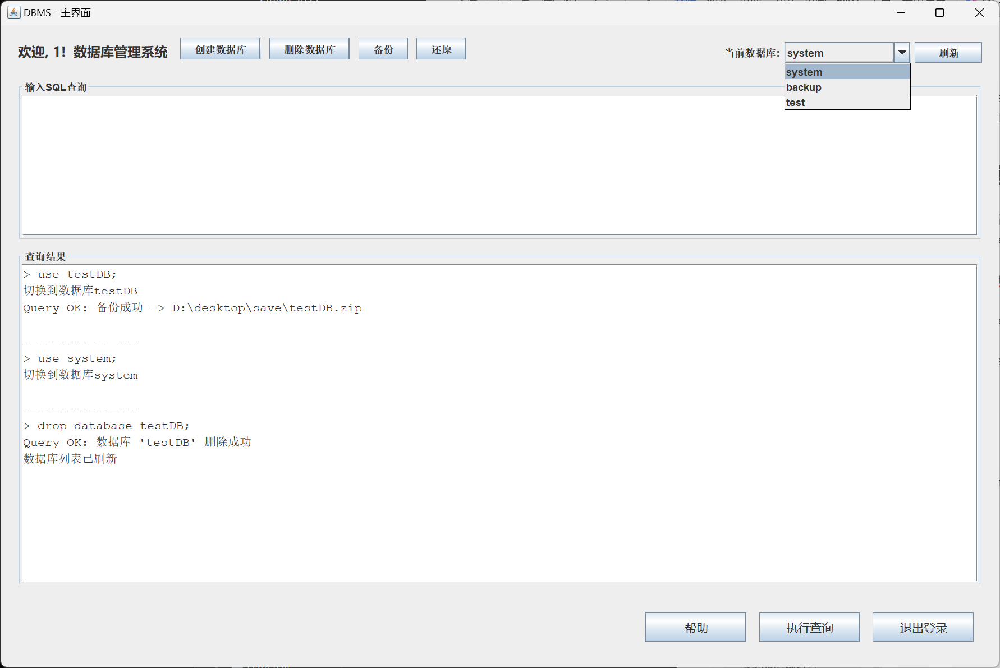 DBMS - 主界面
欢迎, 1! 数据库管理系统
创建数据库
删除数据库
备份
还原
当前数据库:
system
刷新
system
backup
test
输入SQL查询
查询结果
> use testDB;
切换到数据库testDB
Query OK: 备份成功 -> D:\desktop\save\testDB.zip
----------------
> use system;
切换到数据库system
----------------
> drop database testDB;
Query OK: 数据库 'testDB' 删除成功
数据库列表已刷新
帮助
执行查询
退出登录